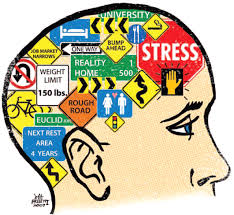 UNIVERSITY
JOB MARKET
NARROWS
ONE WAY
BUMP
AHEAD
STRESS
WEIGHT
LIMIT
150 lbs.
REALITY 1
HOME 500
ROUGH
ROAD
EUCLID
NEXT REST
AREA
4 YEARS